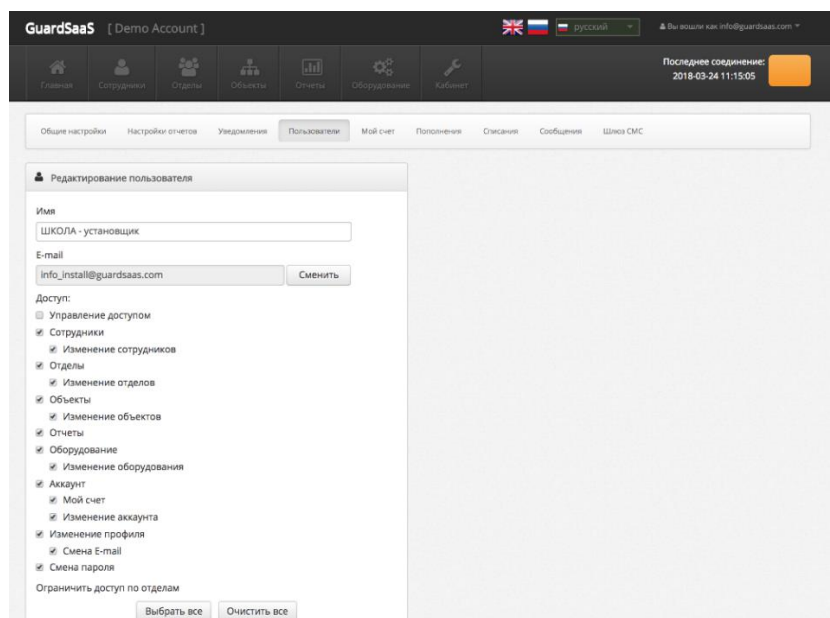 GuardSaaS [ Demo Account ] русский Вы вошли как info@guardsaas.com
Главная Сотрудники Отделы Объекты Отчеты Оборудование Кабинет
Последнее соединение:
2018-03-24 11:15:05
Общие настройки Настройки отчетов Уведомления Пользователи Мой счет Пополнения Списания Сообщения Шлюз СМС
Редактирование пользователя
Имя
ШКОЛА - установщик
E-mail
info_install@guardsaas.com Сменить
Доступ:
Управление доступом
Сотрудники
Изменение сотрудников
Отделы
Изменение отделов
Объекты
Изменение объектов
Отчеты
Оборудование
Изменение оборудования
Аккаунт
Мой счет
Изменение аккаунта
Изменение профиля
Смена E-mail
Смена пароля
Ограничить доступ по отделам
Выбрать все Очистить все